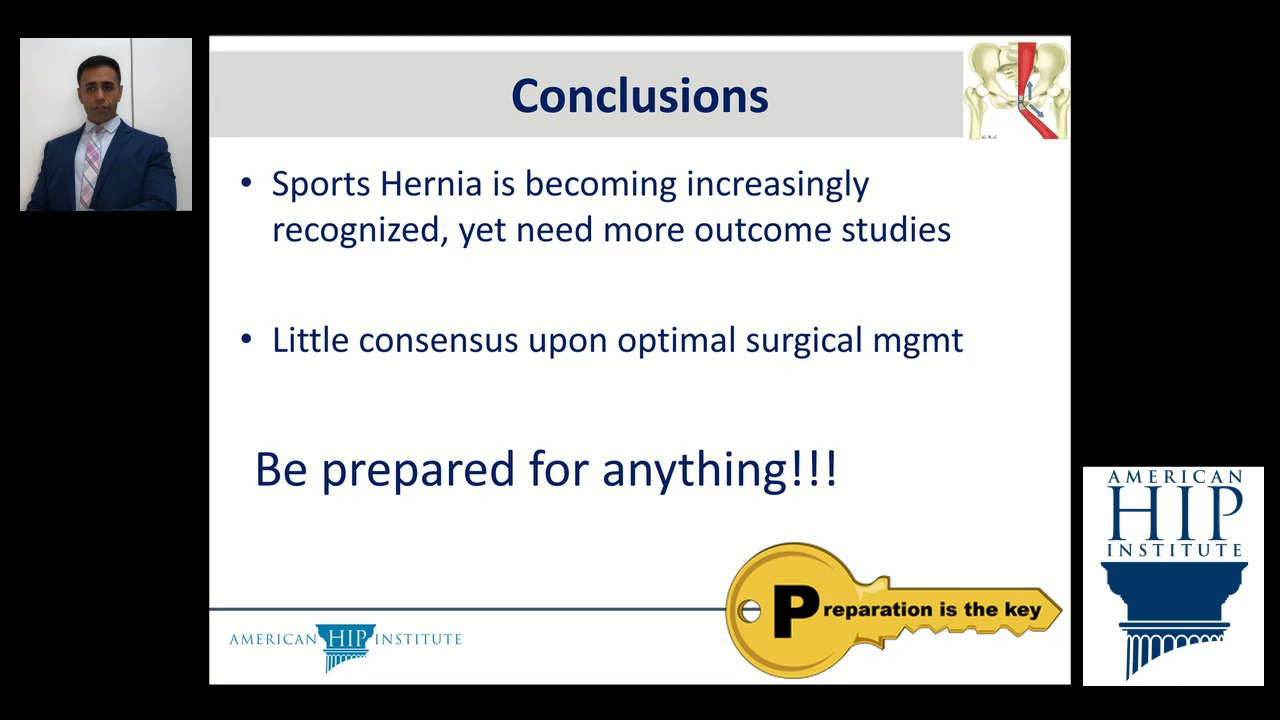 Conclusions
• Sports Hernia is becoming increasingly
recognized, yet need more outcome studies
• Little consensus upon optimal surgical mgmt
Be prepared for anything!!!
Preparation is the key
AMERICAN HIP INSTITUTE
AMERICAN
HIP
INSTITUTE